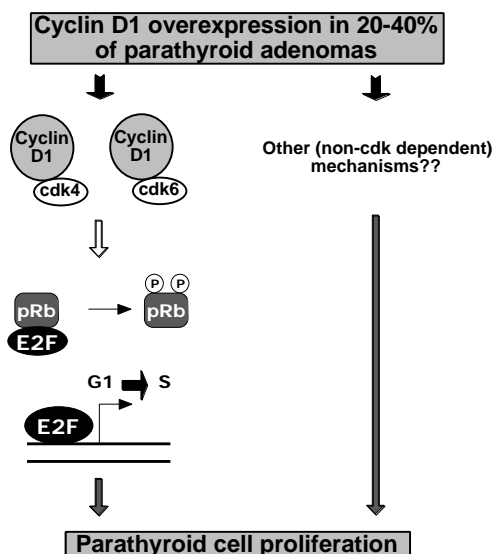 Cyclin D1 overexpression in 20-40%
of parathyroid adenomas
Cyclin
D1
cdk4
Cyclin
D1
cdk6
Other (non-cdk dependent)
mechanisms??
pRb
E2F
P P
pRb
G1 S
E2F
Parathyroid cell proliferation